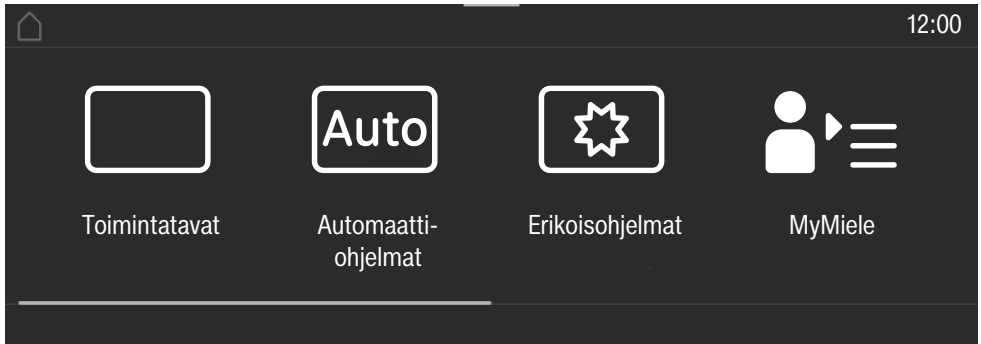 12:00
Auto
Toimintatavat
Automaatti-
ohjelmat
Erikoisohjelmat
MyMiele